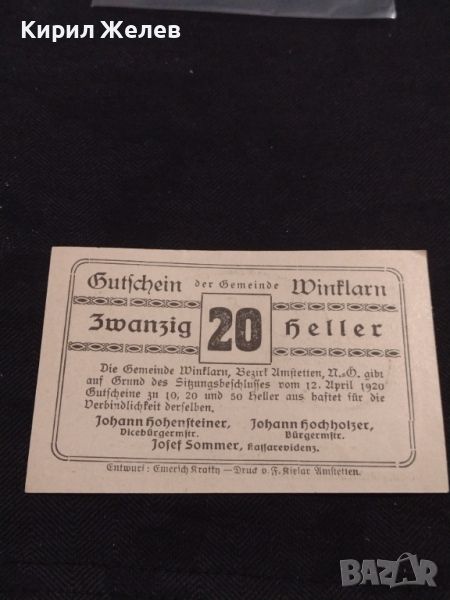 Кирил Желев
Gutschein der Gemeinde Winklarn
Zwanzig 20 Heller
Die Gemeinde Winklarn, Bezirk Amstetten, N.-Ö. gibt
auf Grund des Sitzungsbeschlusses vom 12. April 1920
Gutscheine zu 10, 20 und 50 Heller aus haftet für die
Verbindlichkeit derselben.
Johann Hohensteiner, Johann Hochholzer,
Vicebürgermstr. Bürgermstr.
Josef Sommer, Kassaevidenz.
Entwurf: Emerich Kratky — Druck v. F. Kielar Amstetten.
BAZAR